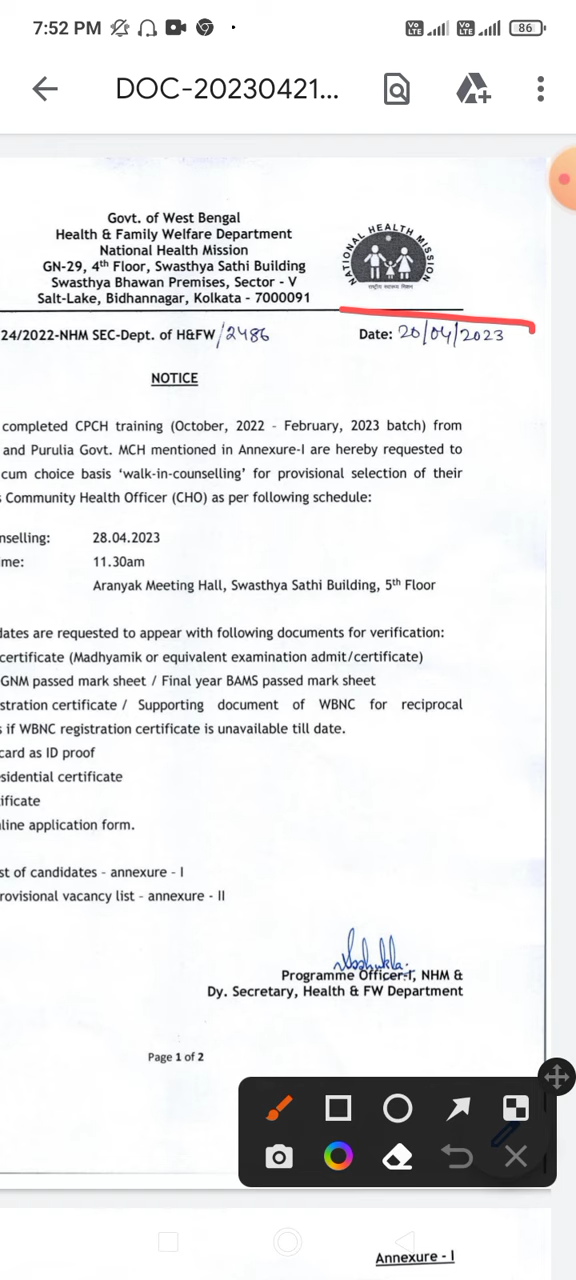 7:52 PM
Vo LTE Vo LTE 86
DOC-20230421...
Govt. of West Bengal
Health & Family Welfare Department
National Health Mission
GN-29, 4th Floor, Swasthya Sathi Building
Swasthya Bhawan Premises, Sector - V
Salt-Lake, Bidhannagar, Kolkata - 7000091
NATIONAL HEALTH MISSION
राष्ट्रीय स्वास्थ्य मिशन
24/2022-NHM SEC-Dept. of H&FW/2486 Date: 20/04/2023
NOTICE
completed CPCH training (October, 2022 - February, 2023 batch) from
and Purulia Govt. MCH mentioned in Annexure-I are hereby requested to
cum choice basis ‘walk-in-counselling’ for provisional selection of their
s Community Health Officer (CHO) as per following schedule:
nselling: 28.04.2023
me: 11.30am
Aranyak Meeting Hall, Swasthya Sathi Building, 5th Floor
dates are requested to appear with following documents for verification:
certificate (Madhyamik or equivalent examination admit/certificate)
GNM passed mark sheet / Final year BAMS passed mark sheet
stration certificate / Supporting document of WBNC for reciprocal
s if WBNC registration certificate is unavailable till date.
card as ID proof
sidential certificate
ificate
line application form.
st of candidates - annexure - I
rovisional vacancy list - annexure - II
Programme Officer-I, NHM &
Dy. Secretary, Health & FW Department
Page 1 of 2
Annexure - I